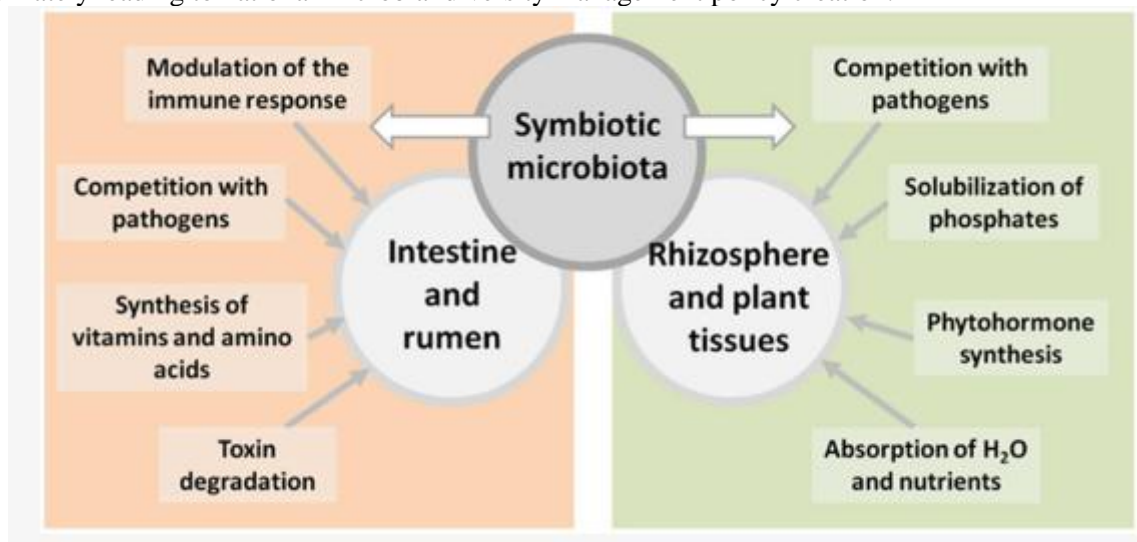 Symbiotic
microbiota
Modulation of the
immune response
Competition with
pathogens
Synthesis of
vitamins and amino
acids
Toxin
degradation
Intestine
and
rumen
Rhizosphere
and plant
tissues
Competition with
pathogens
Solubilization of
phosphates
Phytohormone
synthesis
Absorption of H₂O
and nutrients